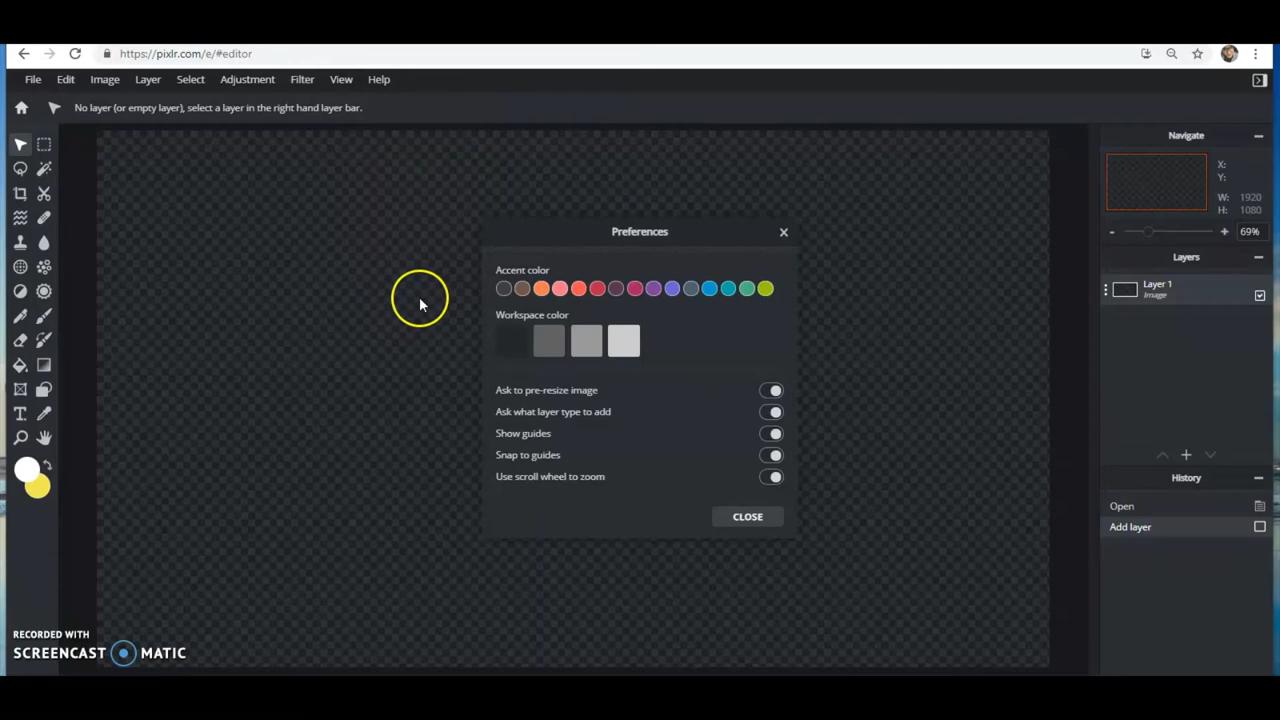 https://pixlr.com/e/#editor
File Edit Image Layer Select Adjustment Filter View Help
No layer (or empty layer), select a layer in the right hand layer bar.
Navigate
X:
Y:
W: 1920
H: 1080
69%
Preferences
Accent color
Workspace color
Ask to pre-resize image
Ask what layer type to add
Show guides
Snap to guides
Use scroll wheel to zoom
CLOSE
Layers
Layer 1
Image
History
Open
Add layer
RECORDED WITH
SCREENCAST MATIC